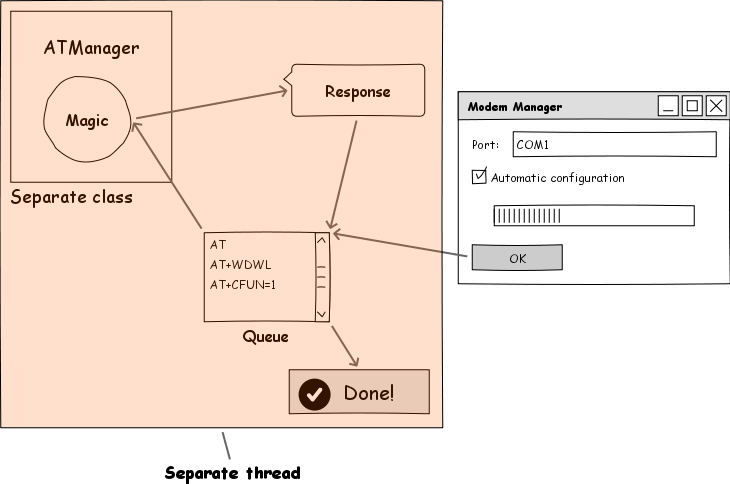 ATManager
Magic
Separate class
Response
AT
AT+WDWL
AT+CFUN=1
Queue
Done!
Separate thread
Modem Manager
Port: COM1
Automatic configuration
OK